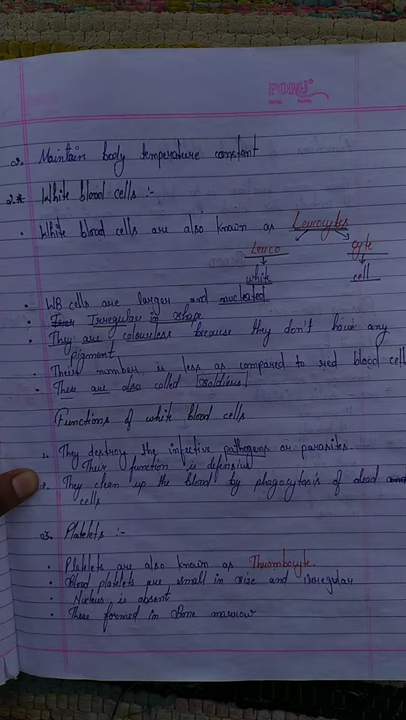 POPU
02. Maintain body temperature constant
2.* White blood cells :-
• White blood cells are also known as Leucocytes
Leuco cyte
white cell
• WB cells are larger and nucleated
• Irregular in shape
• They are colourless because they don't have any
pigment
• Their number is less as compared to red blood cell
• These are also called soldiers!
Functions of white blood cells
1. They destroy the infective pathogens or parasites.
Their function is defensive
2. They clean up the blood by phagocytosis of dead
cells
03. Platelets :-
• Platelets are also known as Thrombocyte.
• Blood platelets are small in size and irregular
• Nucleus is absent
• These formed in bone marrow